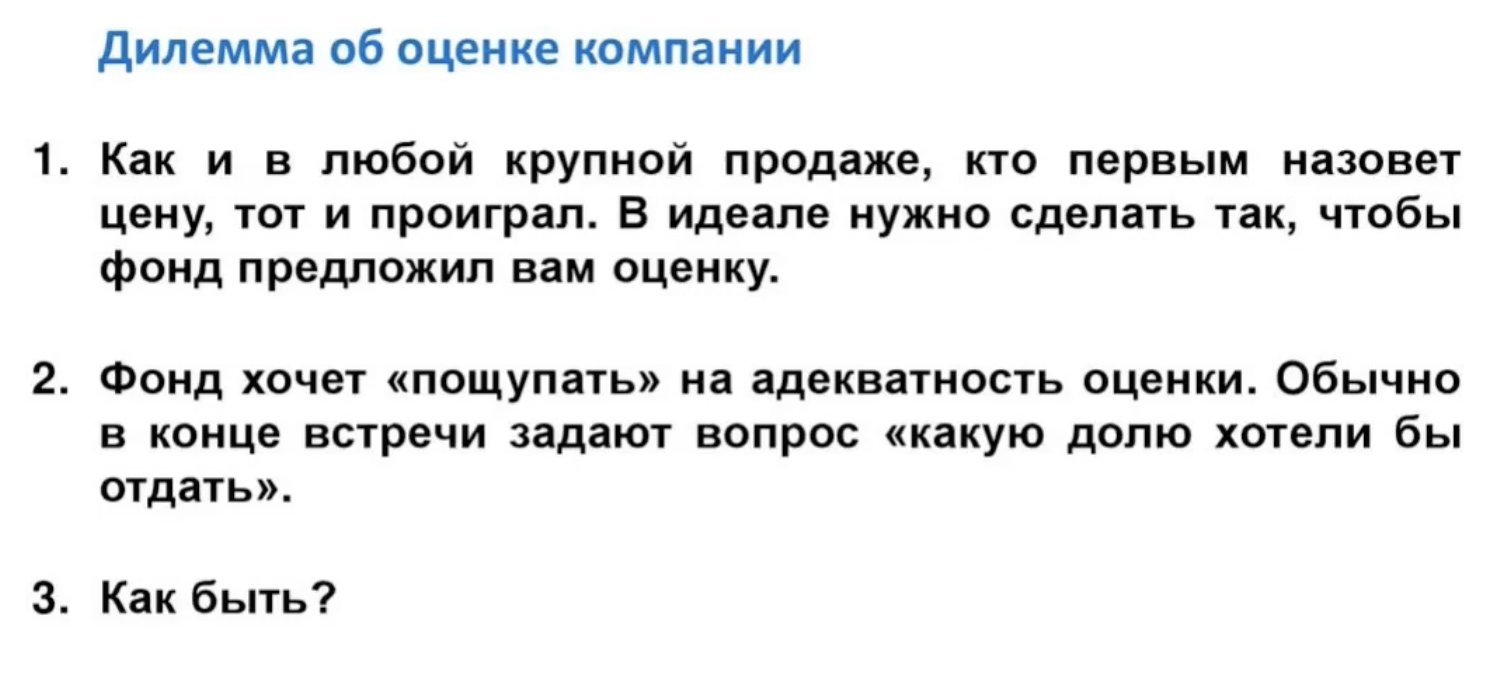 Дилемма об оценке компании
1. Как и в любой крупной продаже, кто первым назовет
цену, тот и проиграл. В идеале нужно сделать так, чтобы
фонд предложил вам оценку.
2. Фонд хочет «пощупать» на адекватность оценки. Обычно
в конце встречи задают вопрос «какую долю хотели бы
отдать».
3. Как быть?